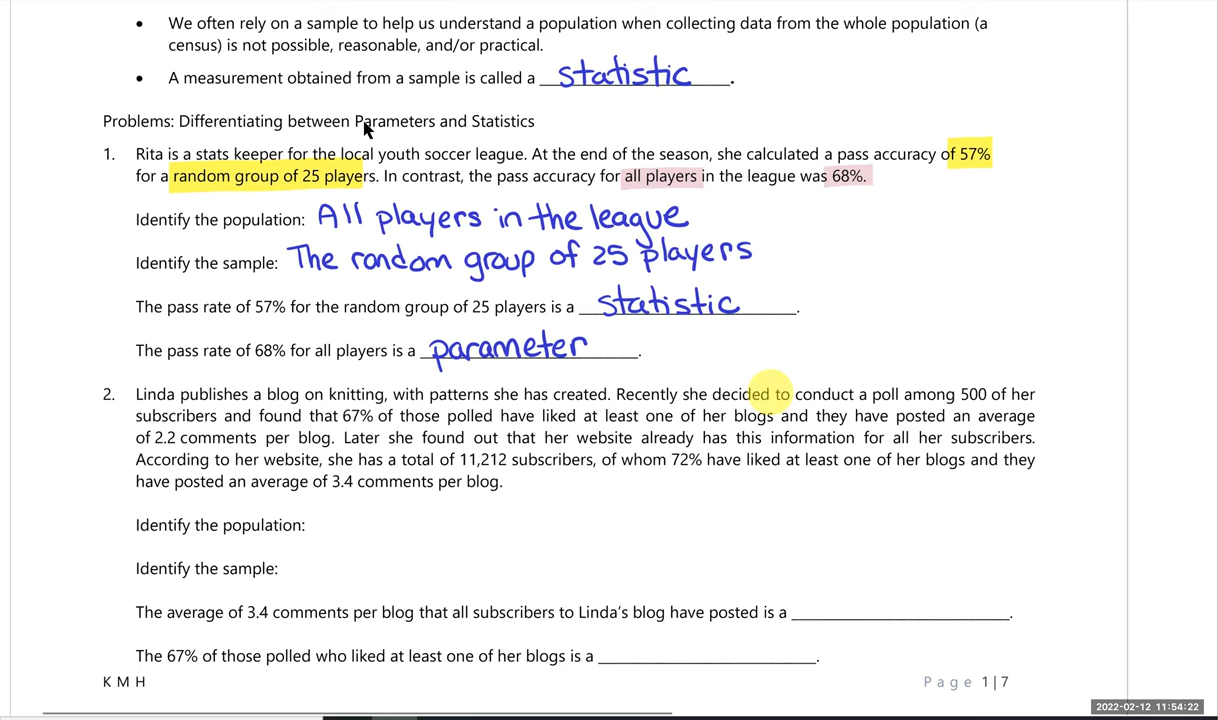 • We often rely on a sample to help us understand a population when collecting data from the whole population (a
census) is not possible, reasonable, and/or practical.
• A measurement obtained from a sample is called a statistic.
Problems: Differentiating between Parameters and Statistics
1. Rita is a stats keeper for the local youth soccer league. At the end of the season, she calculated a pass accuracy of 57%
for a random group of 25 players. In contrast, the pass accuracy for all players in the league was 68%.
Identify the population: All players in the league
Identify the sample: The random group of 25 players
The pass rate of 57% for the random group of 25 players is a statistic.
The pass rate of 68% for all players is a parameter.
2. Linda publishes a blog on knitting, with patterns she has created. Recently she decided to conduct a poll among 500 of her
subscribers and found that 67% of those polled have liked at least one of her blogs and they have posted an average
of 2.2 comments per blog. Later she found out that her website already has this information for all her subscribers.
According to her website, she has a total of 11,212 subscribers, of whom 72% have liked at least one of her blogs and they
have posted an average of 3.4 comments per blog.
Identify the population:
Identify the sample:
The average of 3.4 comments per blog that all subscribers to Linda's blog have posted is a ____.
The 67% of those polled who liked at least one of her blogs is a ____.
K M H Page 1|7
2022-02-12 11:54:22